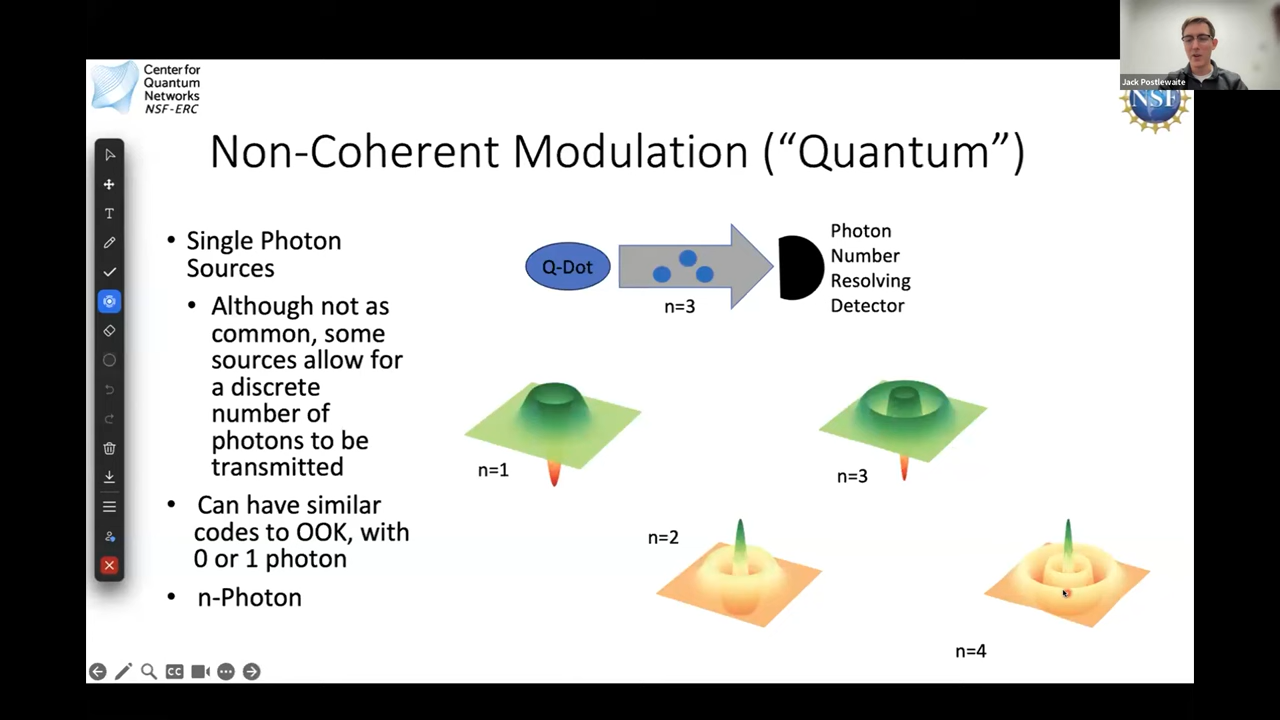 Jack Postlewaite
Center for
Quantum
Networks
NSF-ERC
NSF
Non-Coherent Modulation (“Quantum”)
• Single Photon
Sources
• Although not as
common, some
sources allow for
a discrete
number of
photons to be
transmitted
• Can have similar
codes to OOK, with
0 or 1 photon
• n-Photon
Q-Dot
n=3
Photon
Number
Resolving
Detector
n=1
n=3
n=2
n=4
T
CC